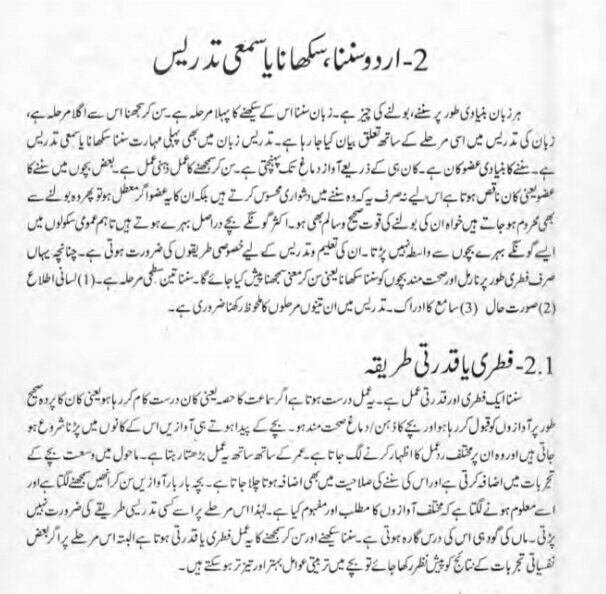 2- اردو سننا، سکھانا یا سمعی تدریس
ہر زبان بنیادی طور پر سننے، بولنے کی چیز ہے۔ زبان سننا اس کے سیکھنے کا پہلا مرحلہ ہے۔ سن کر سمجھنا اس سے اگلا مرحلہ ہے،
زبان کی تدریس میں اسی مرحلے کے ساتھ تعلق بیان کیا جا رہا ہے۔ تدریس زبان میں بھی پہلی مہارت سننا سکھانا یا سمعی تدریس
ہے۔ سننے کا بنیادی عضو کان ہے۔ کان ہی کے ذریعے آواز دماغ تک پہنچتی ہے۔ سن کر سمجھنے کا عمل ذہنی عمل ہے۔ بعض بچوں میں سننے کا
عضو یعنی کان ناقص ہوتا ہے اس لیے نہ صرف یہ کہ وہ سننے میں دشواری محسوس کرتے ہیں بلکہ ان کا یہ عضو اگر معطل ہو تو پھر وہ بولنے سے
بھی محروم ہو جاتے ہیں خواہ ان کی بولنے کی قوت صحیح و سالم بھی ہو۔ اکثر گونگے بچے دراصل بہرے ہوتے ہیں تاہم عمومی سکولوں میں
ایسے گونگے بہرے بچوں سے واسطہ نہیں پڑتا۔ ان کی تعلیم و تدریس کے لیے خصوصی طریقوں کی ضرورت ہوتی ہے۔ چنانچہ یہاں
صرف فطری طور پر نارمل اور صحت مند بچوں کو سننا سکھانا یعنی سن کر معنی سمجھنا پیش کیا جائے گا۔ سننا تین سطحی مرحلہ ہے۔ (1) لسانی اطلاع
(2) صورت حال (3) سامع کا ادراک۔ تدریس میں ان تینوں مرحلوں کا ملحوظ رکھنا ضروری ہے۔
2.1- فطری یا قدرتی طریقہ
سننا ایک فطری اور قدرتی عمل ہے۔ یہ عمل درست ہوتا ہے اگر سماعت کا حصہ یعنی کان درست کام کر رہا ہو یعنی کان کا پردہ صحیح
طور پر آوازوں کو قبول کر رہا ہو اور بچے کا ذہن/دماغ صحت مند ہو۔ بچے کے پیدا ہوتے ہی آوازیں اس کے کانوں میں پڑنا شروع ہو
جاتی ہیں اور وہ ان پر مختلف ردعمل کا اظہار کرنے لگ جاتا ہے۔ عمر کے ساتھ ساتھ یہ عمل بڑھتا رہتا ہے۔ ماحول میں وسعت بچے کے
تجربات میں اضافہ کرتی ہے اور اس کی سننے کی صلاحیت میں بھی اضافہ ہوتا چلا جاتا ہے۔ بچہ بار بار آوازیں سن کر انھیں سمجھنے لگتا ہے اور
اسے معلوم ہونے لگتا ہے کہ مختلف آوازوں کا مطلب اور مفہوم کیا ہے۔ لہٰذا اس مرحلے پر اسے کسی تدریسی طریقے کی ضرورت نہیں
پڑتی۔ ماں کی گود ہی اس کی درس گاہ ہوتی ہے۔ سننا سیکھنے اور سن کر سمجھنے کا یہ عمل فطری یا قدرتی ہوتا ہے البتہ اس مرحلے پر اگر بعض
نفسیاتی تجربات کے نتائج کو پیش نظر رکھا جائے تو بچے میں تربیتی عوامل بہتر اور تیز تر ہو سکتے ہیں۔